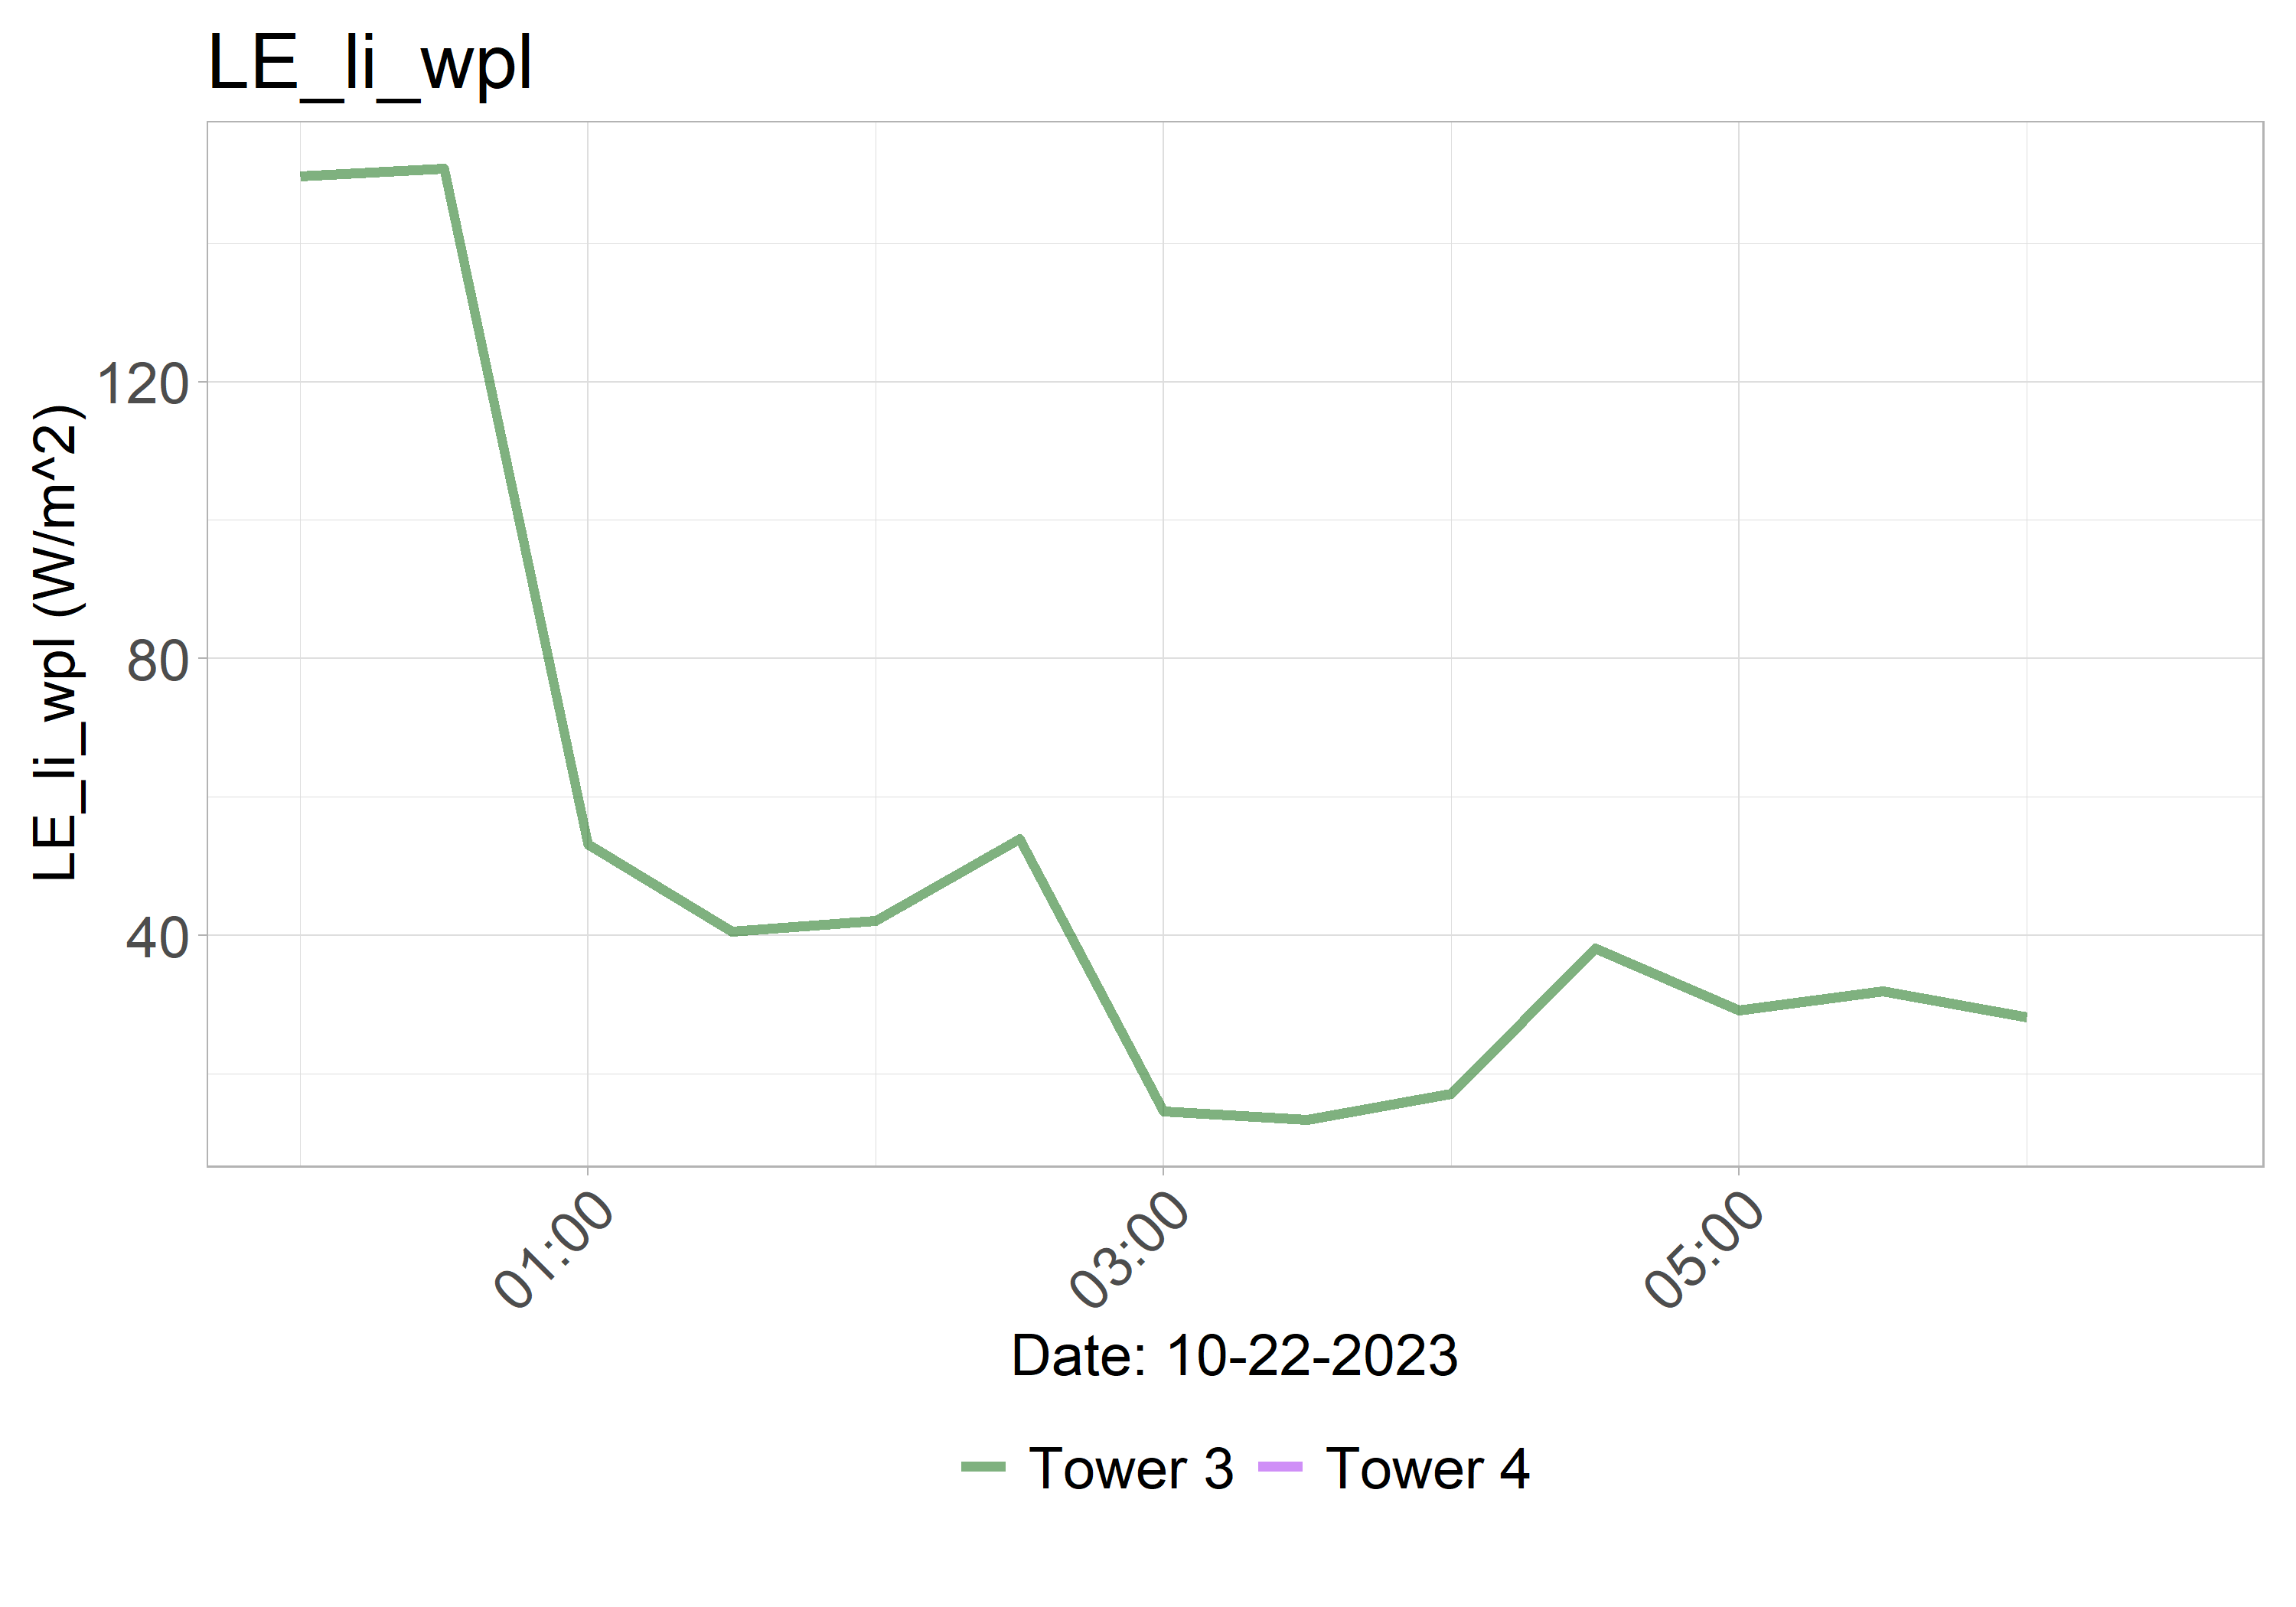 LE_li_wpl
LE_li_wpl (W/m^2)
120
80
40
01:00
03:00
05:00
Date: 10-22-2023
Tower 3
Tower 4